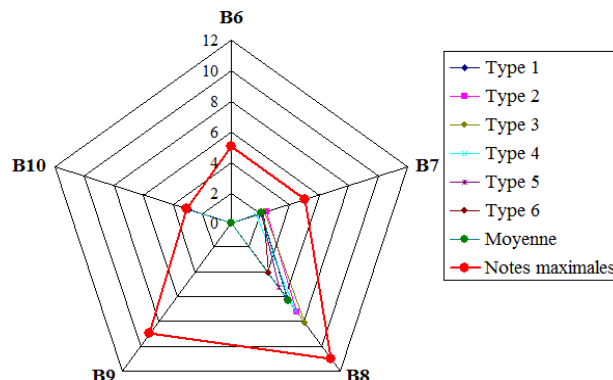 B6
12
10
8
6
4
2
0
B7
B8
B9
B10
Type 1
Type 2
Type 3
Type 4
Type 5
Type 6
Moyenne
Notes maximales